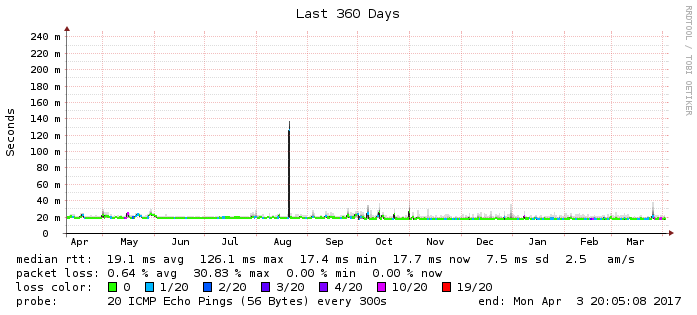 Last 360 Days
RRDTOOL / TOBI OETIKER
Seconds
240 m
220 m
200 m
180 m
160 m
140 m
120 m
100 m
80 m
60 m
40 m
20 m
0
Apr May Jun Jul Aug Sep Oct Nov Dec Jan Feb Mar
median rtt: 19.1 ms avg 126.1 ms max 17.4 ms min 17.7 ms now 7.5 ms sd 2.5 am/s
packet loss: 0.64 % avg 30.83 % max 0.00 % min 0.00 % now
loss color: 0 1/20 2/20 3/20 4/20 10/20 19/20
probe: 20 ICMP Echo Pings (56 Bytes) every 300s end: Mon Apr 3 20:05:08 2017